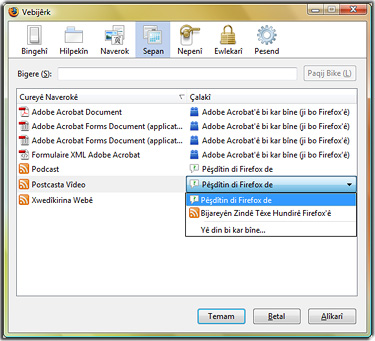 Vebijêrk
Bingehî Hilpekîn Naverok Sepan Nepenî Ewlekarî Pesend
Bigere (S):
Paqij Bike (L)
Cureyê Naverokê Çalakî
Adobe Acrobat Document Adobe Acrobat'ê bi kar bîne (ji bo Firefox'ê)
Adobe Acrobat Forms Document (applicat... Adobe Acrobat'ê bi kar bîne (ji bo Firefox'ê)
Adobe Acrobat Forms Document (applicat... Adobe Acrobat'ê bi kar bîne (ji bo Firefox'ê)
Formulaire XML Adobe Acrobat Adobe Acrobat'ê bi kar bîne (ji bo Firefox'ê)
Podcast Pêşdîtin di Firefox de
Postcasta Vîdeo Pêşdîtin di Firefox de
Xwedîkirina Webê Pêşdîtin di Firefox de
Bijareyên Zindê Têxe Hundirê Firefox'ê
Yê din bi kar bîne...
Temam Betal Alîkarî